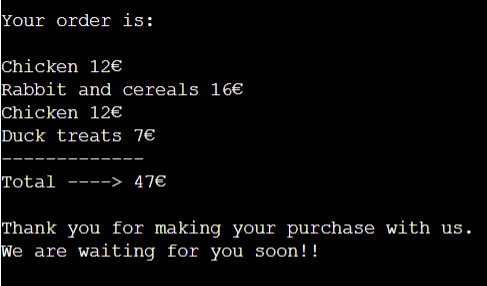 Your order is:
Chicken 12€
Rabbit and cereals 16€
Chicken 12€
Duck treats 7€
-------------
Total ----> 47€
Thank you for making your purchase with us.
We are waiting for you soon!!